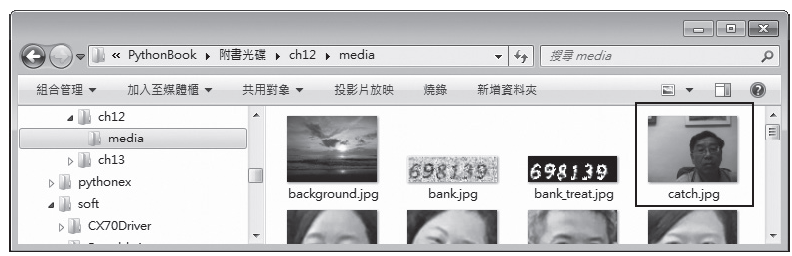 « PythonBook ▸ 附書光碟 ▸ ch12 ▸ media
搜尋 media
組合管理 ▼ 加入至媒體櫃 ▼ 共用對象 ▼ 投影片放映 燒錄 新增資料夾
ch12
media
ch13
pythonex
soft
CX70Driver
698139
698139
background.jpg bank.jpg bank_treat.jpg catch.jpg